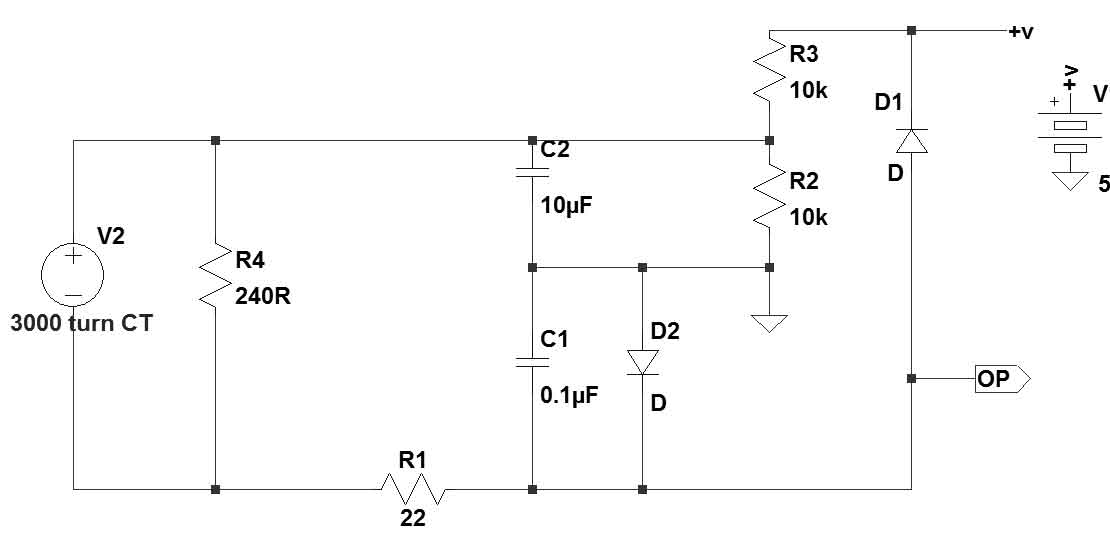 +v
R3
10k
+v
V
D1
+
C2
D
5
R2
10k
10µF
V2
R4
240R
3000 turn CT
C1
0.1µF
D2
D
OP
R1
22